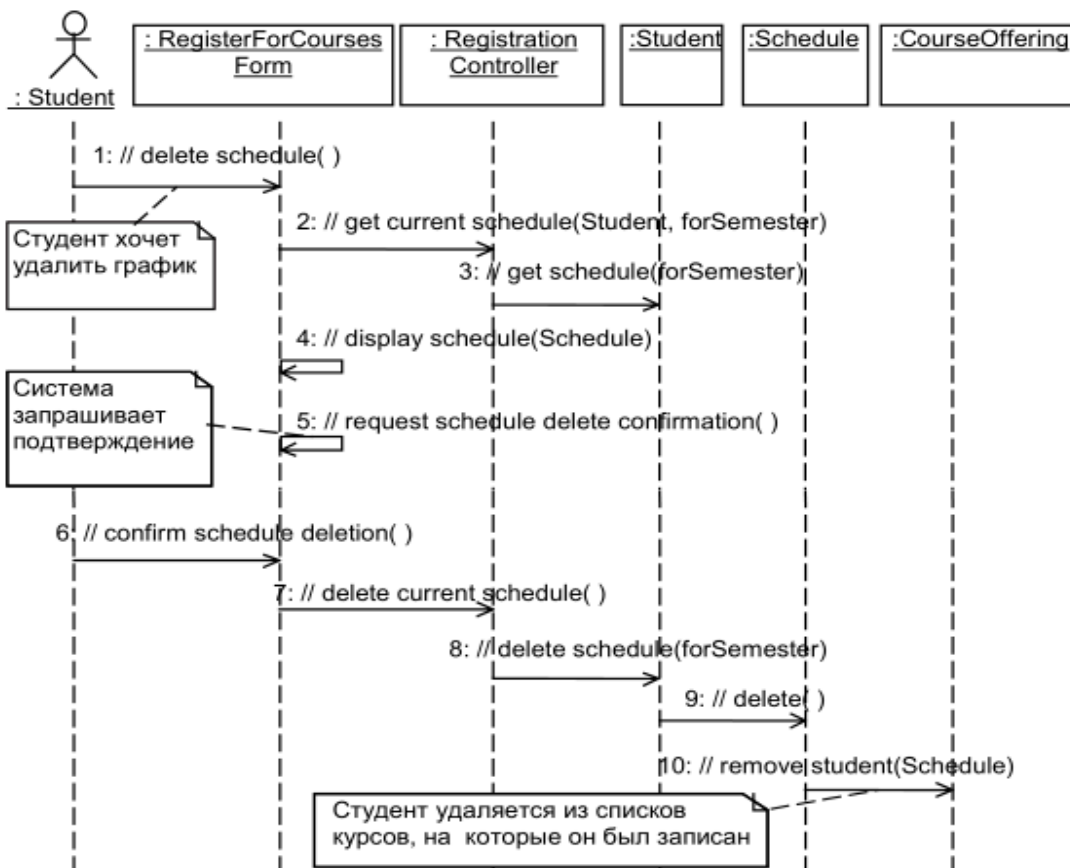 : Student
: RegisterForCourses
Form
: Registration
Controller
:Student
:Schedule
:CourseOffering
1: // delete schedule( )
Студент хочет
удалить график
2: // get current schedule(Student, forSemester)
3: // get schedule(forSemester)
4: // display schedule(Schedule)
Система
запрашивает
подтверждение
5: // request schedule delete confirmation( )
6: // confirm schedule deletion( )
7: // delete current schedule( )
8: // delete schedule(forSemester)
9: // delete( )
10: // remove student(Schedule)
Студент удаляется из списков
курсов, на которые он был записан